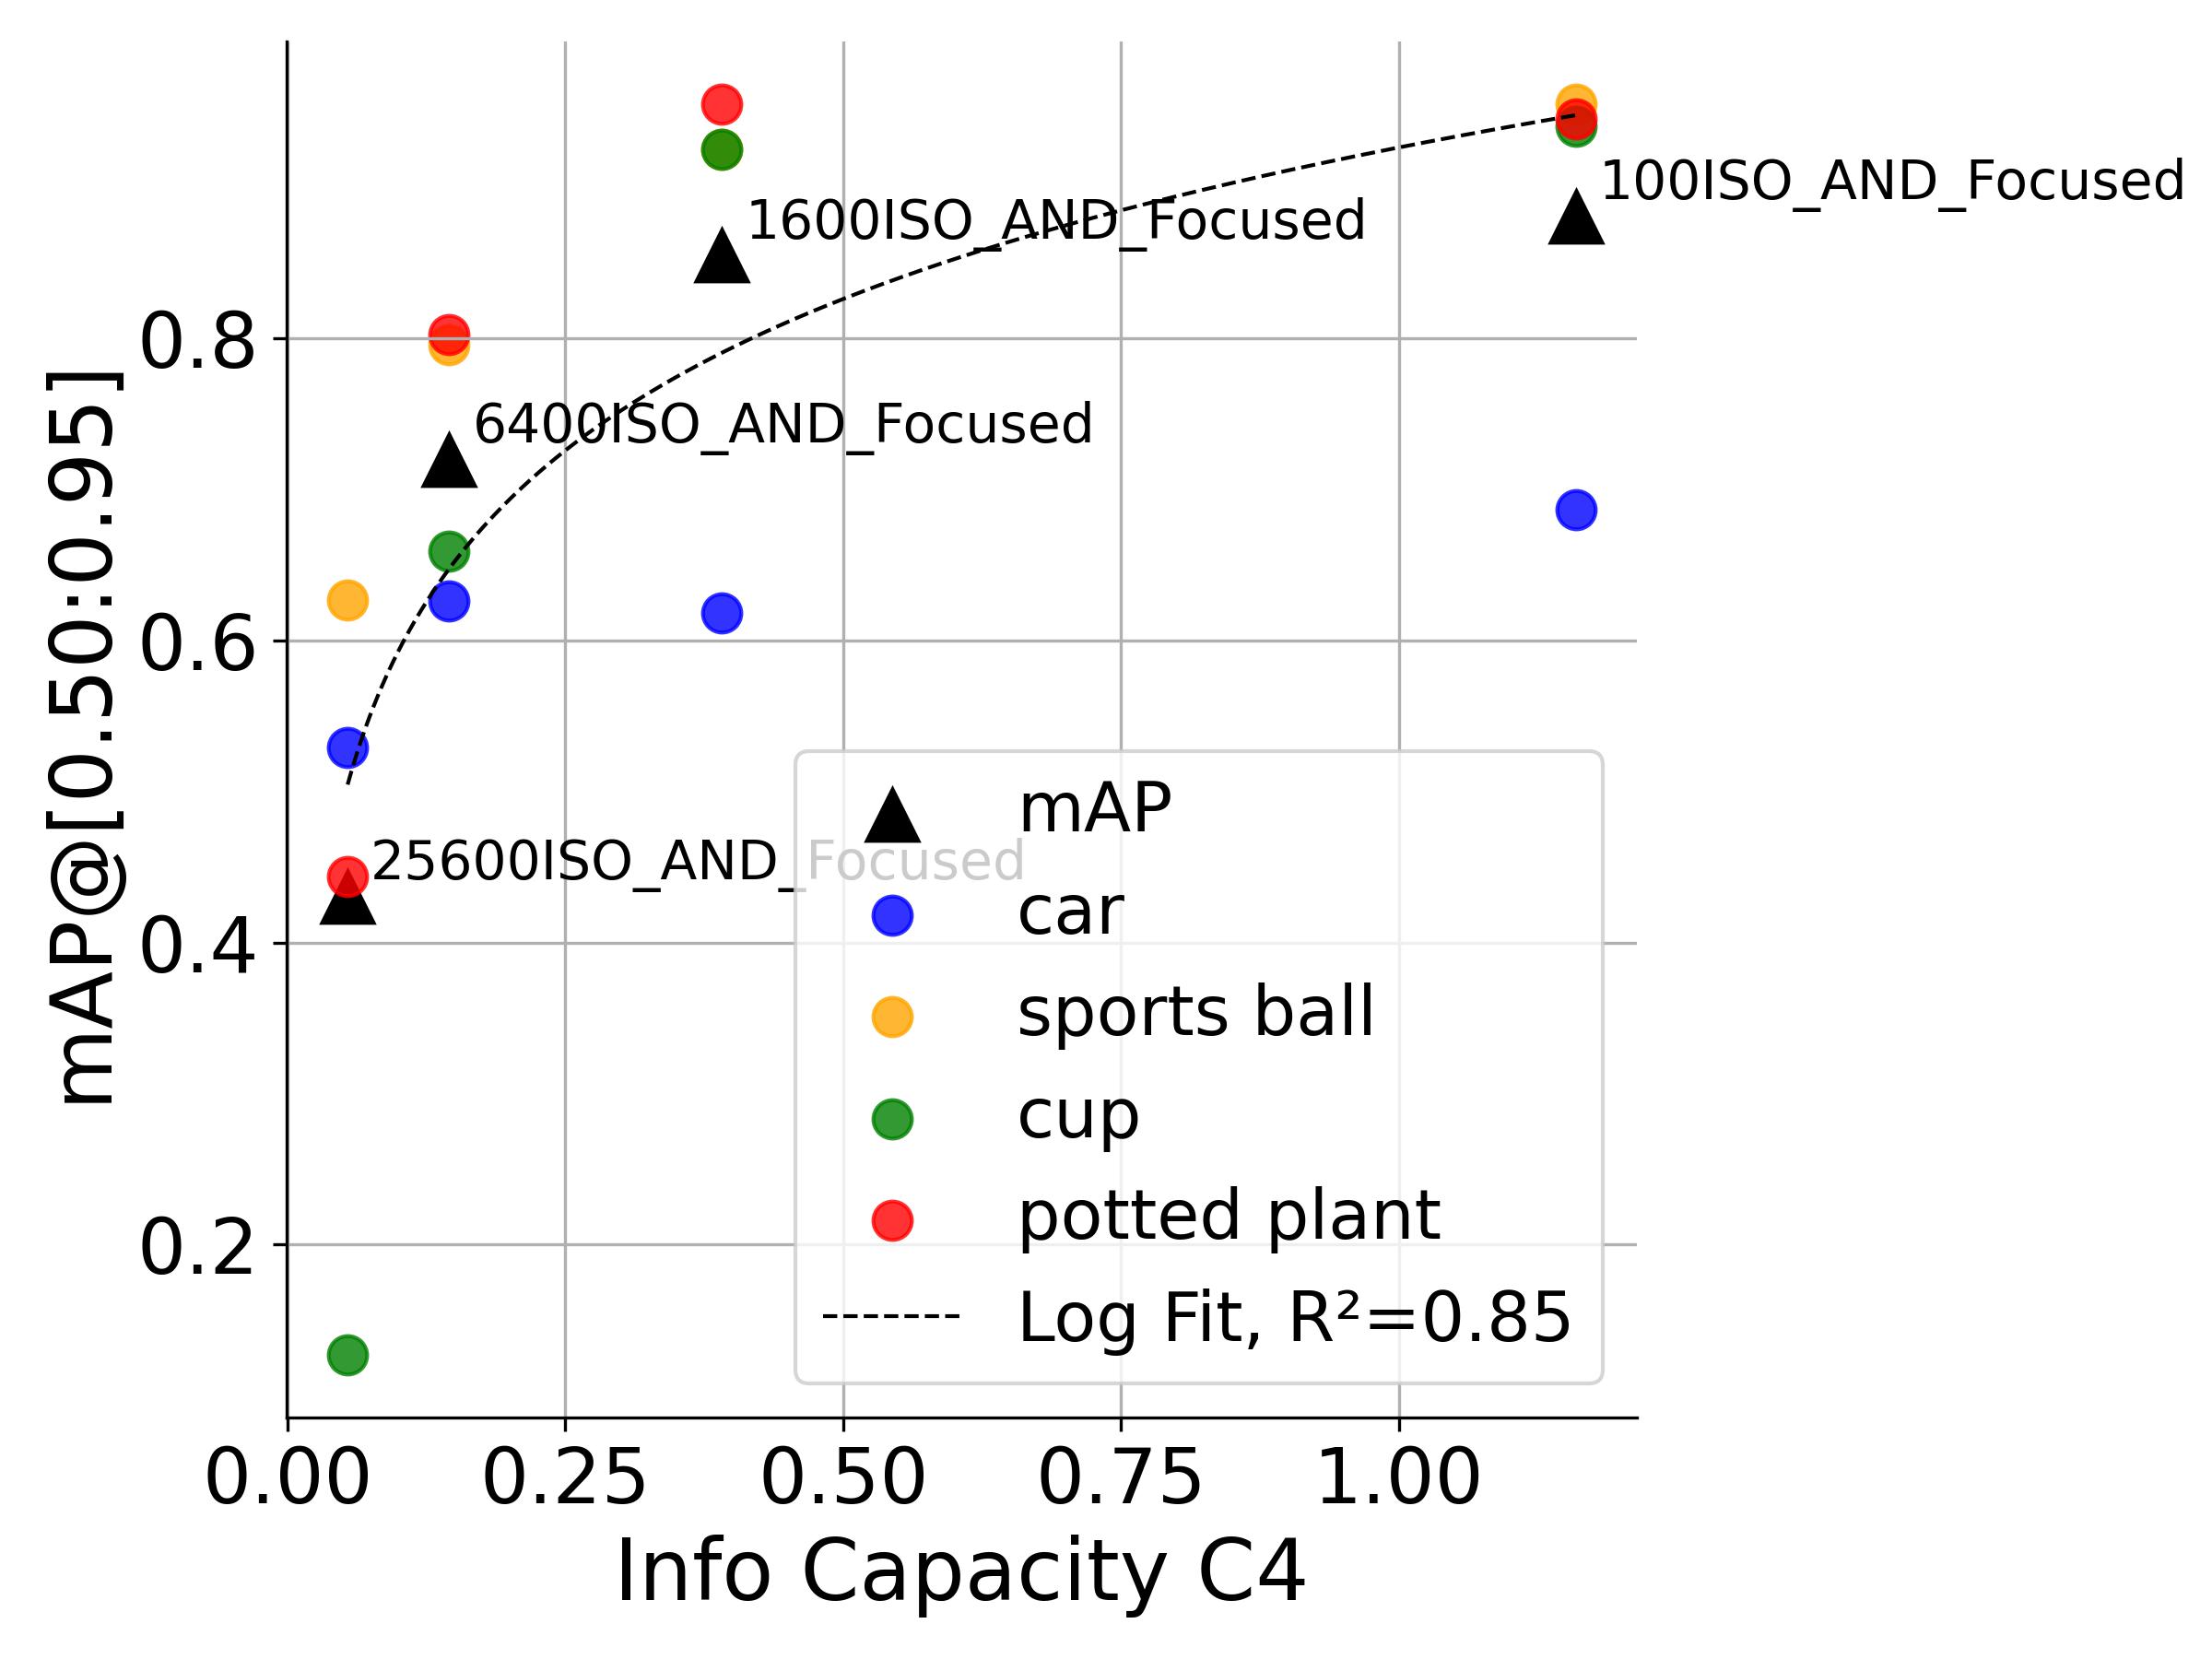 100ISO_AND_Focused
1600ISO_AND_Focused
6400ISO_AND_Focused
25600ISO_AND_Focused
mAP@[0.50:0.95]
0.8
0.6
0.4
0.2
mAP
car
sports ball
cup
potted plant
Log Fit, R²=0.85
0.00 0.25 0.50 0.75 1.00
Info Capacity C4